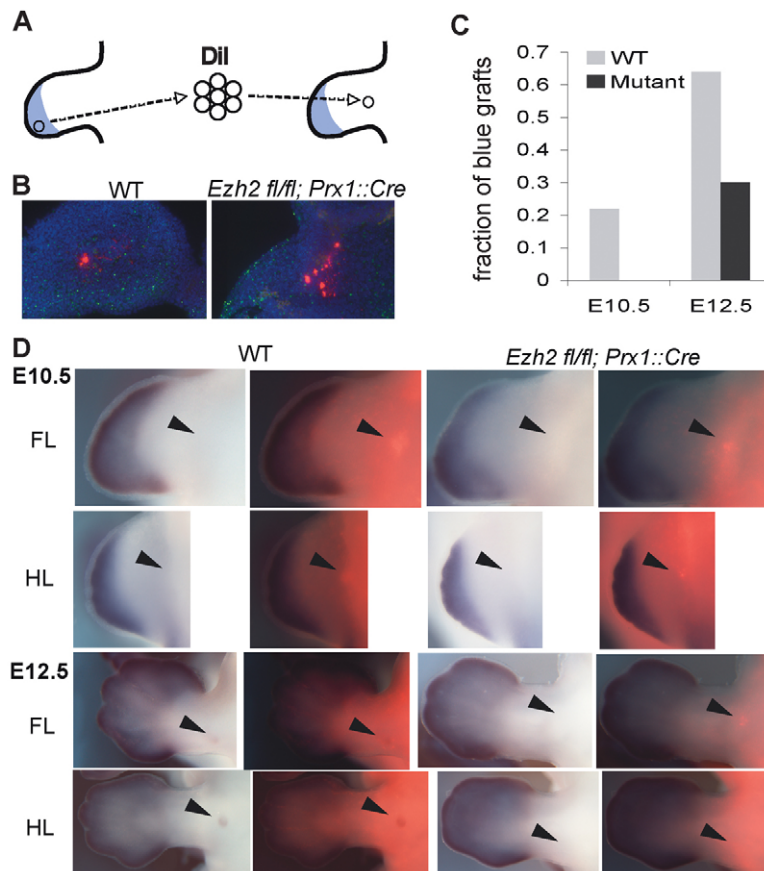 A
DiI
C
0.7
0.6
0.5
0.4
0.3
0.2
0.1
0
fraction of blue grafts
WT
Mutant
E10.5
E12.5
B
WT
Ezh2 fl/fl; Prx1::Cre
D
WT
Ezh2 fl/fl; Prx1::Cre
E10.5
FL
HL
E12.5
FL
HL